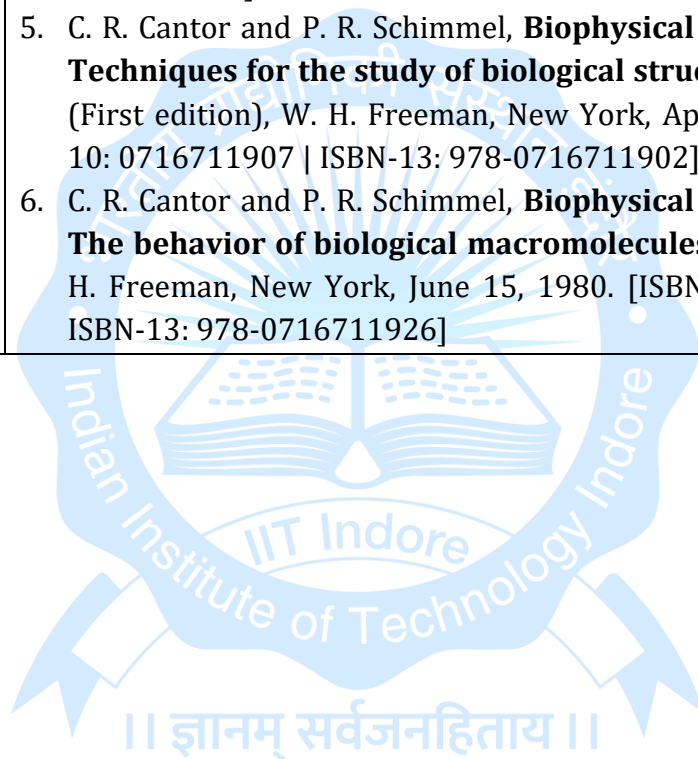 5. C. R. Cantor and P. R. Schimmel, Biophysical
Techniques for the study of biological
(First edition), W. H. Freeman, New York,
10: 0716711907 | ISBN-13: 978-0716711902]
6. C. R. Cantor and P. R. Schimmel, Biophysical
The behavior of biological macromolecules
H. Freeman, New York, June 15, 1980. [ISBN
ISBN-13: 978-0716711926]
भारतीय प्रौद्योगिकी संस्थान इंदौर
IIT Indore
Indian Institute of Technology Indore
।। ज्ञानम् सर्वजनहिताय ।।